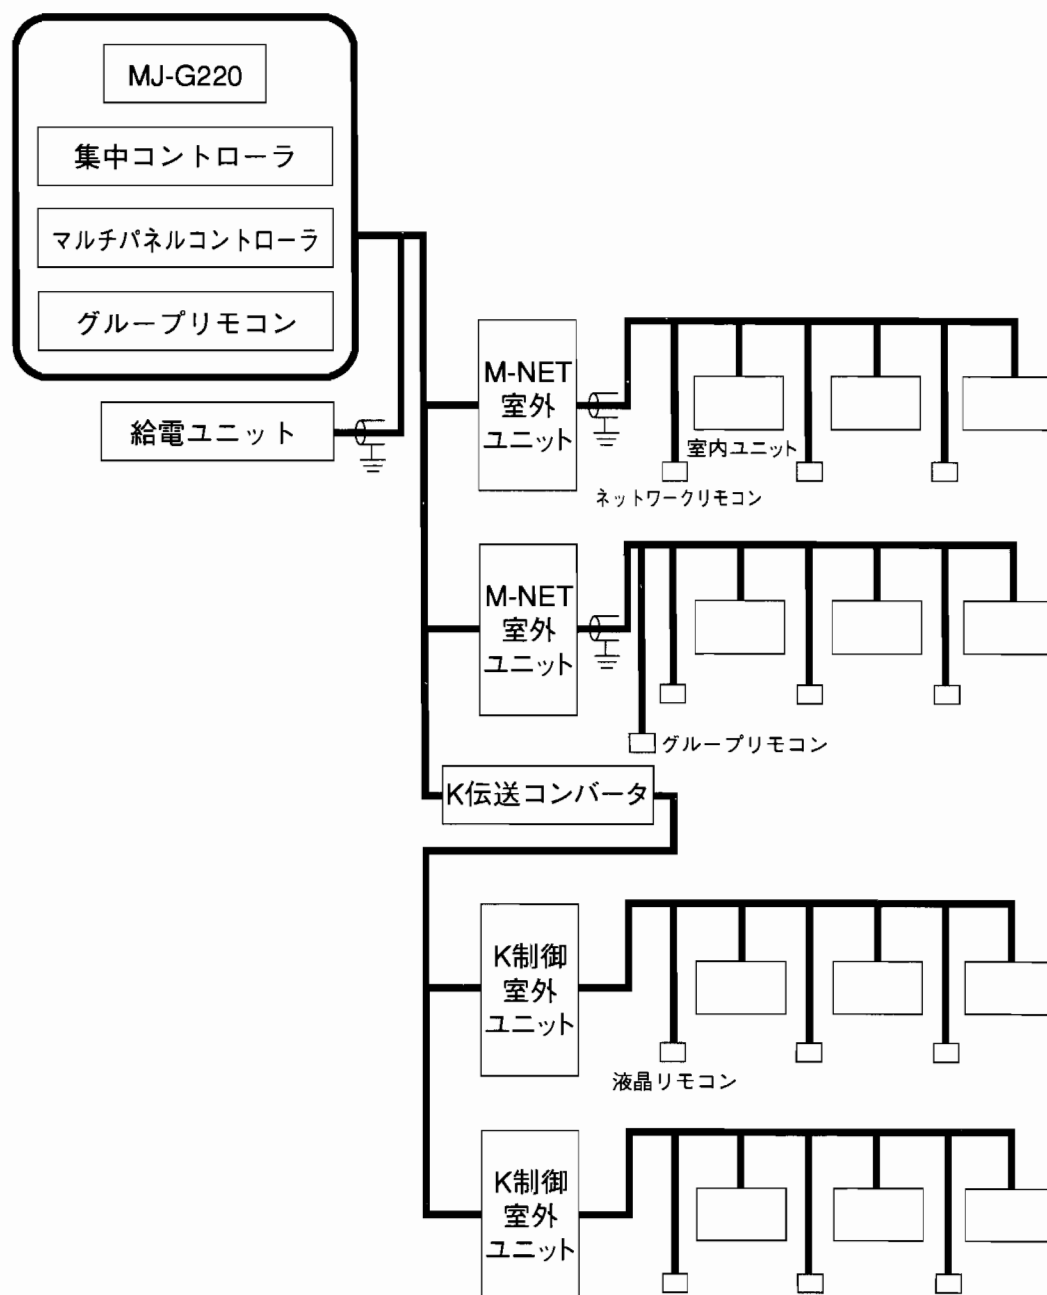 MJ-G220
集中コントローラ
マルチパネルコントローラ
グループリモコン
給電ユニット
M-NET
室外
ユニット
室内ユニット
ネットワークリモコン
M-NET
室外
ユニット
グループリモコン
K伝送コンバータ
K制御
室外
ユニット
液晶リモコン
K制御
室外
ユニット